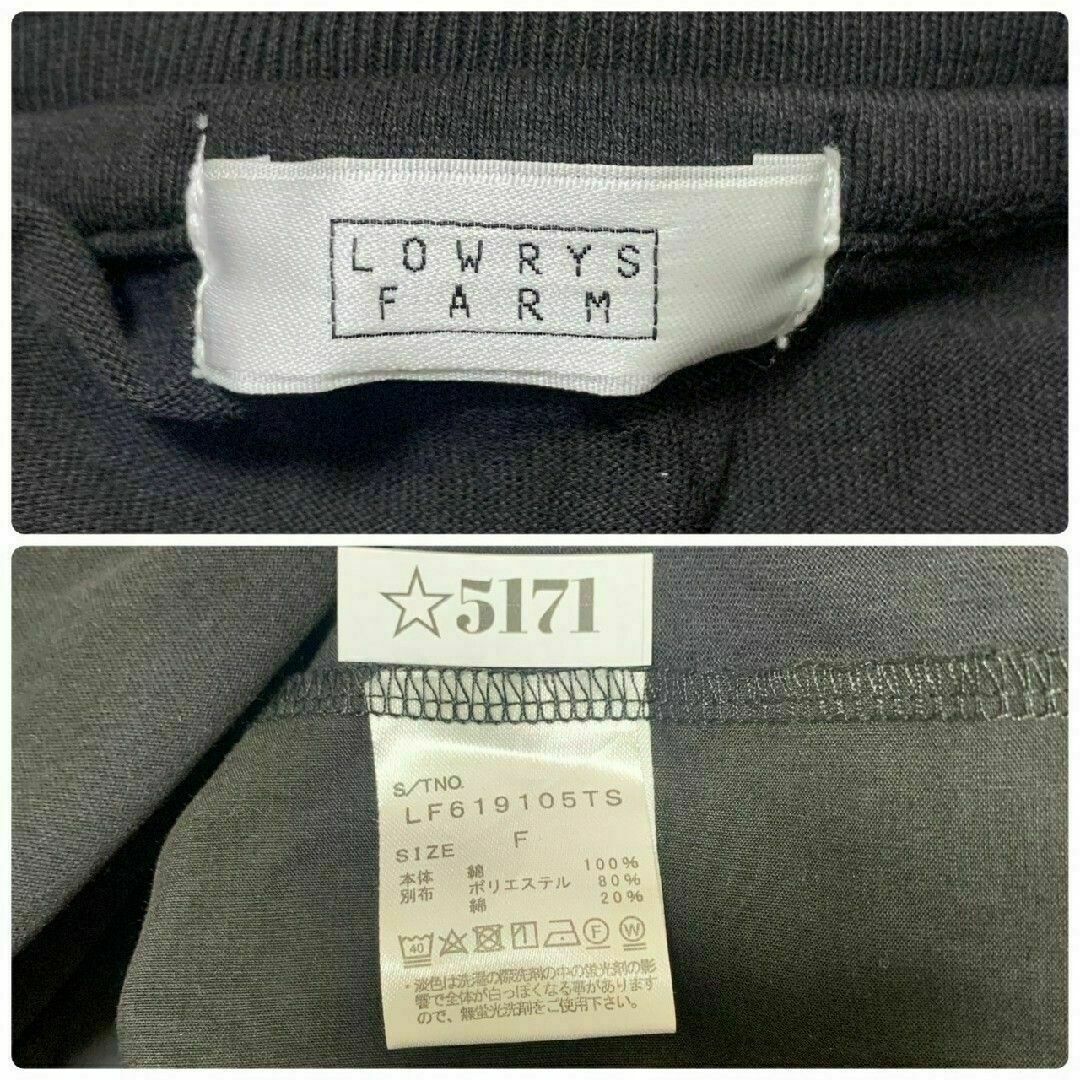 LOWRYS
FARM
☆5171
S/TNO.
LF619105TS
SIZE F
本体 綿 100%
別布 ポリエステル 80%
綿 20%
40 F W
・淡色は洗濯の際洗剤の中の蛍光剤の影
響で全体が白っぽくなる事があります
ので、無蛍光洗剤をご使用下さい。